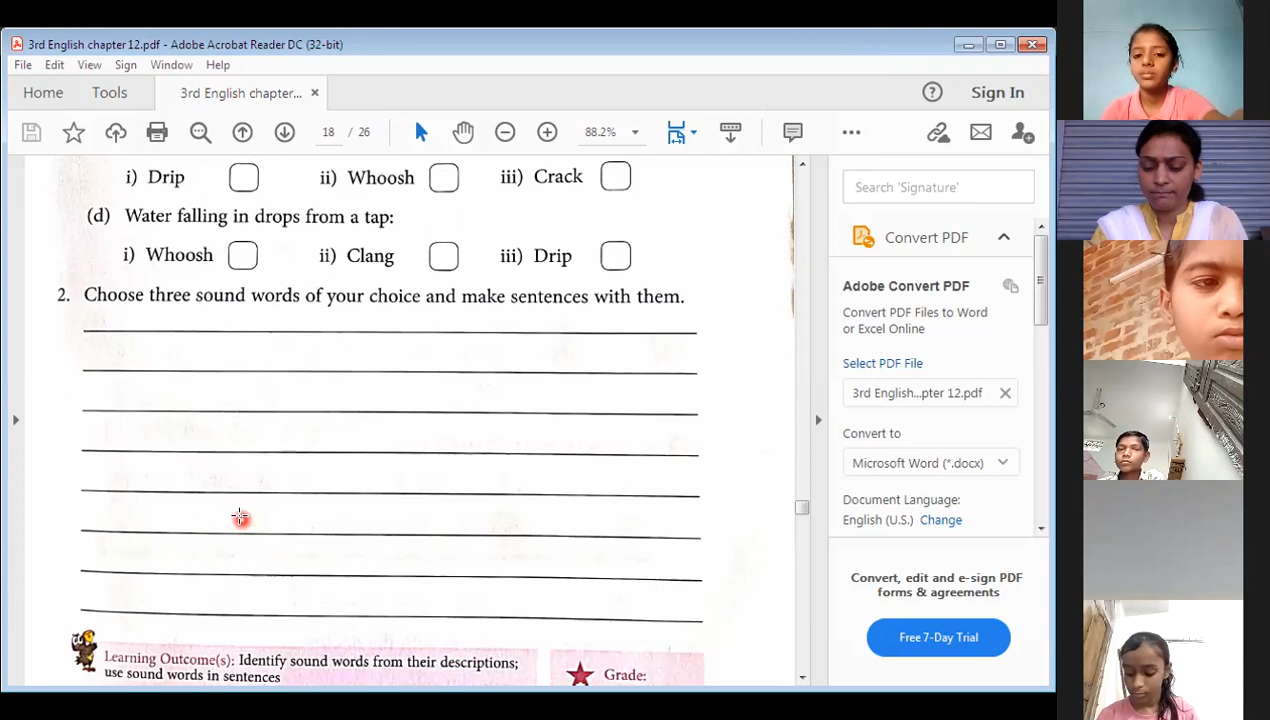 3rd English chapter 12.pdf - Adobe Acrobat Reader DC (32-bit)
File Edit View Sign Window Help
Home Tools 3rd English chapter... × Sign In
18 / 26 88.2%
i) Drip ii) Whoosh iii) Crack
(d) Water falling in drops from a tap:
i) Whoosh ii) Clang iii) Drip
2. Choose three sound words of your choice and make sentences with them.
Learning Outcome(s): Identify sound words from their descriptions;
use sound words in sentences
Grade:
Search 'Signature'
Convert PDF
Adobe Convert PDF
Convert PDF Files to Word
or Excel Online
Select PDF File
3rd English...pter 12.pdf
Convert to
Microsoft Word (*.docx)
Document Language:
English (U.S.) Change
Convert, edit and e-sign PDF
forms & agreements
Free 7-Day Trial